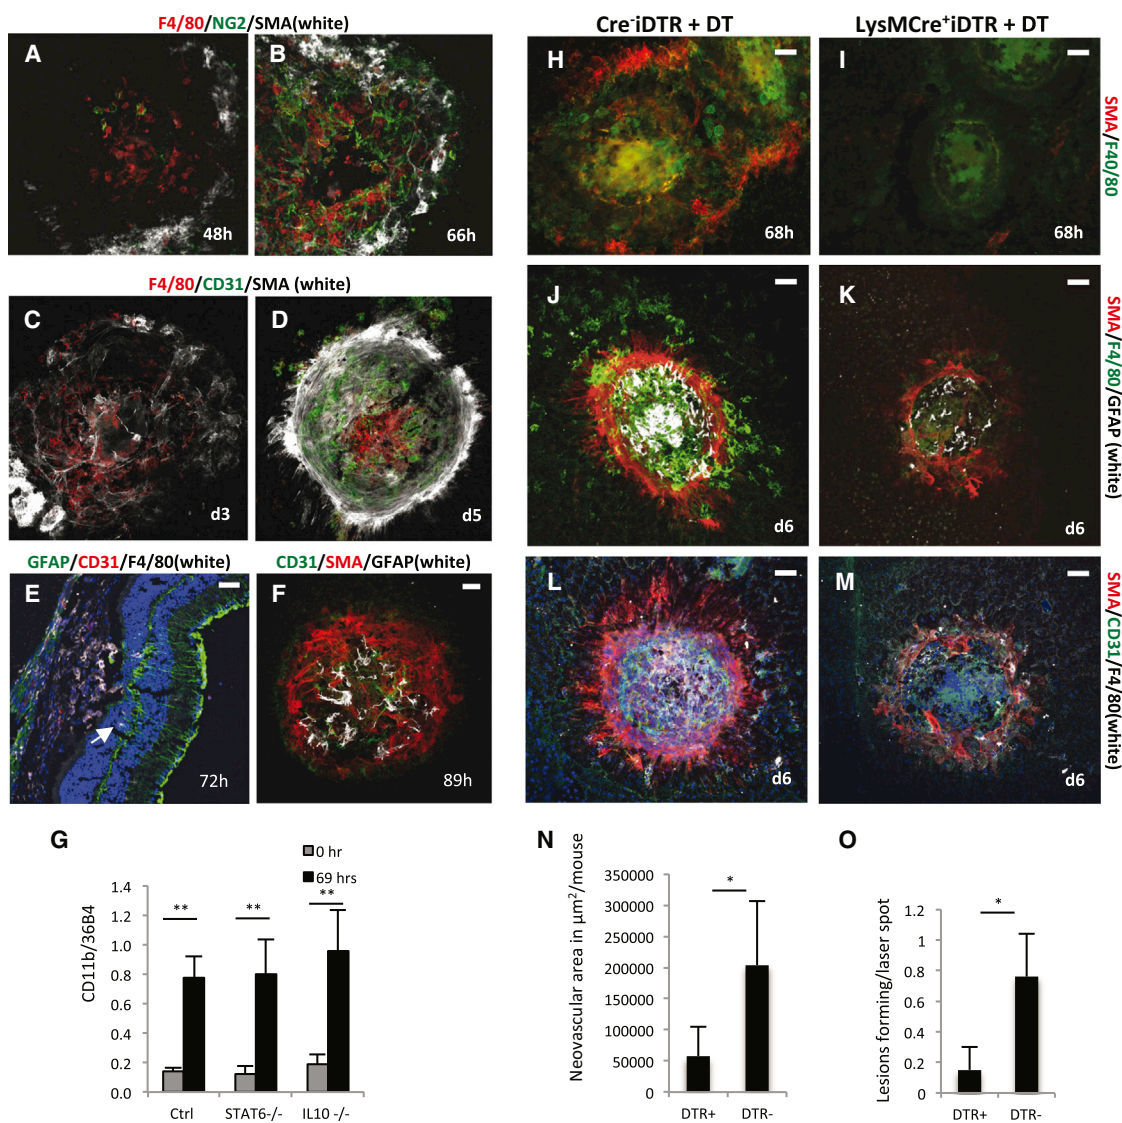 F4/80/NG2/SMA(white)
A
48h
B
66h
F4/80/CD31/SMA (white)
C
d3
D
d5
GFAP/CD31/F4/80(white)
E
72h
CD31/SMA/GFAP(white)
F
89h
Cre-iDTR + DT
LysMCre+iDTR + DT
H
68h
I
68h
SMA/F40/80
J
d6
K
d6
SMA/F4/80/GFAP (white)
L
d6
M
d6
SMA/CD31/F4/80(white)
G
0 hr
69 hrs
CD11b/36B4
1.4
1.2
1.0
0.8
0.6
0.4
0.2
0.0
**
**
**
Ctrl
STAT6-/-
IL10 -/-
N
Neovascular area in µm2/mouse
350000
300000
250000
200000
150000
100000
50000
0
*
DTR+
DTR-
O
Lesions forming/laser spot
1.2
1
0.8
0.6
0.4
0.2
0
*
DTR+
DTR-